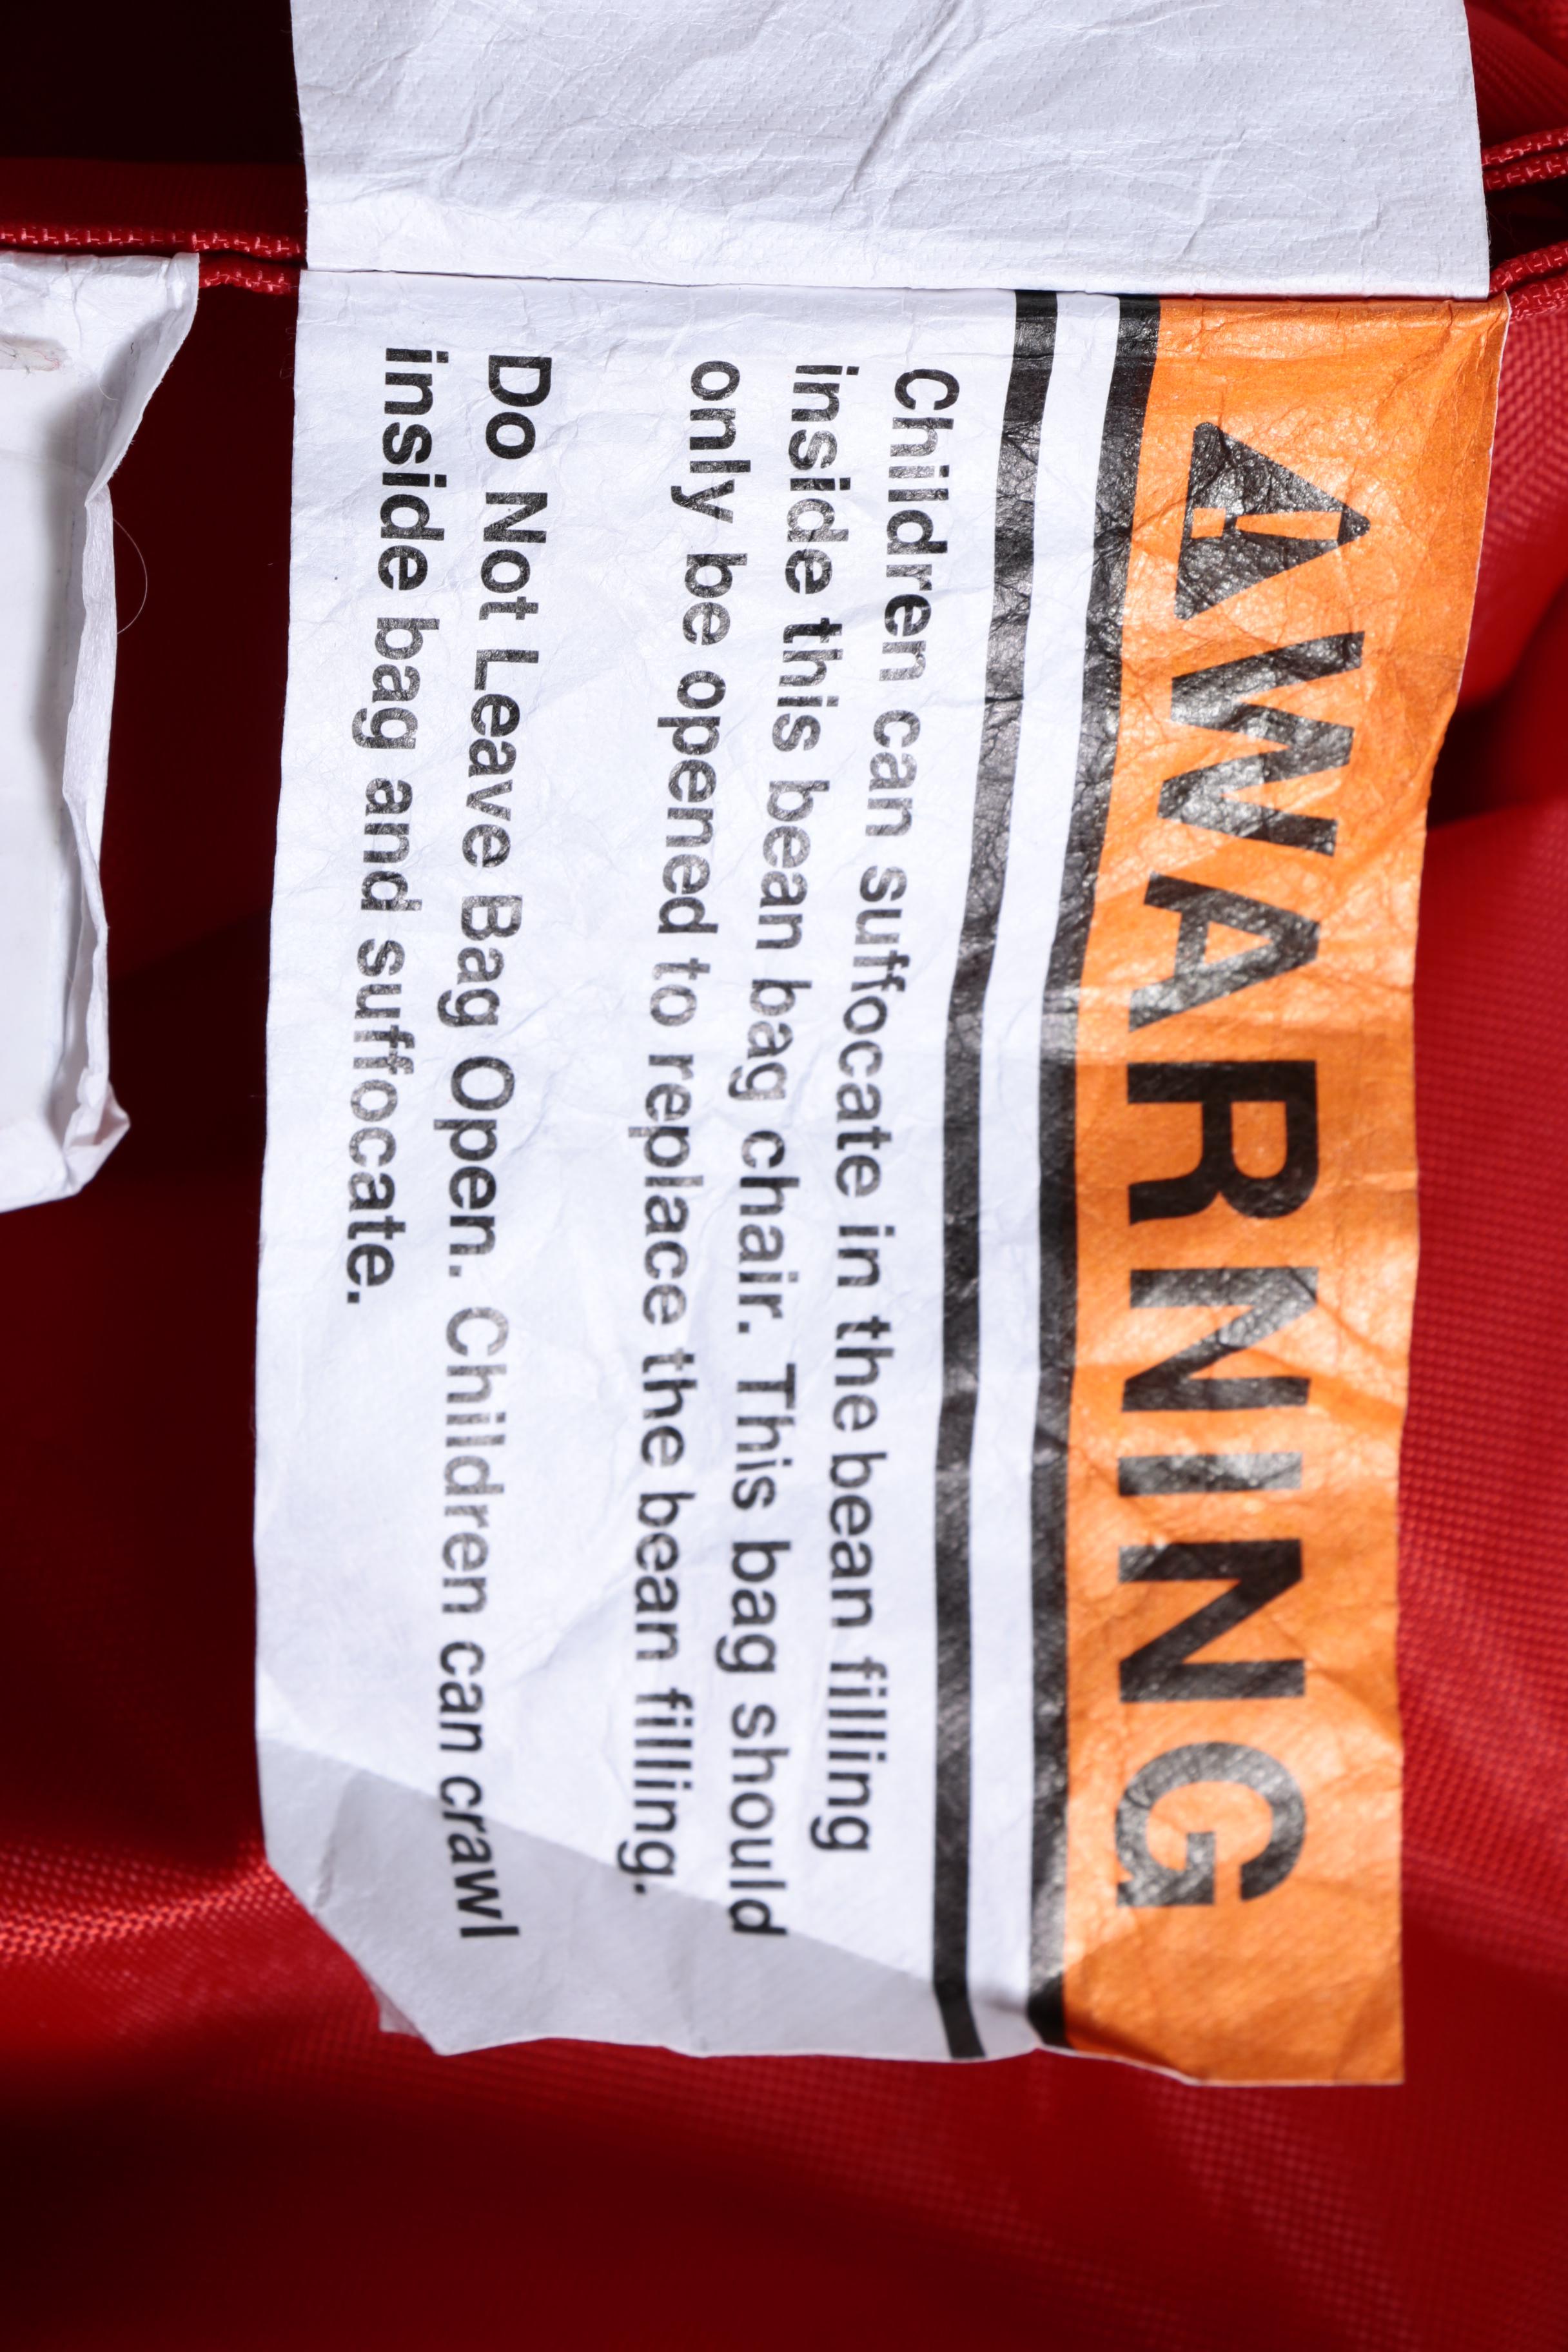 WARNING
Children can suffocate in the bean filling
inside this bean bag chair. This bag should
only be opened to replace the bean filling.
Do Not Leave Bag Open. Children can crawl
inside bag and suffocate.